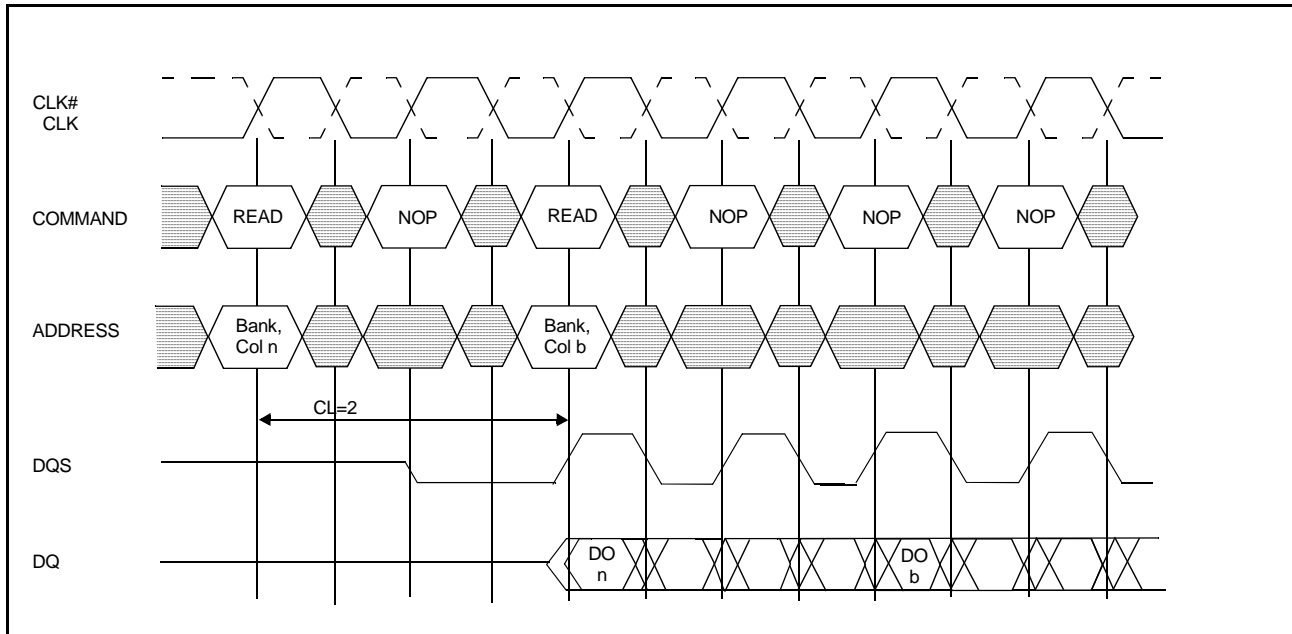 CLK#
CLK
COMMAND
READ
NOP
READ
NOP
NOP
NOP
ADDRESS
Bank,
Col n
Bank,
Col b
CL=2
DQS
DQ
DO
n
DO
b